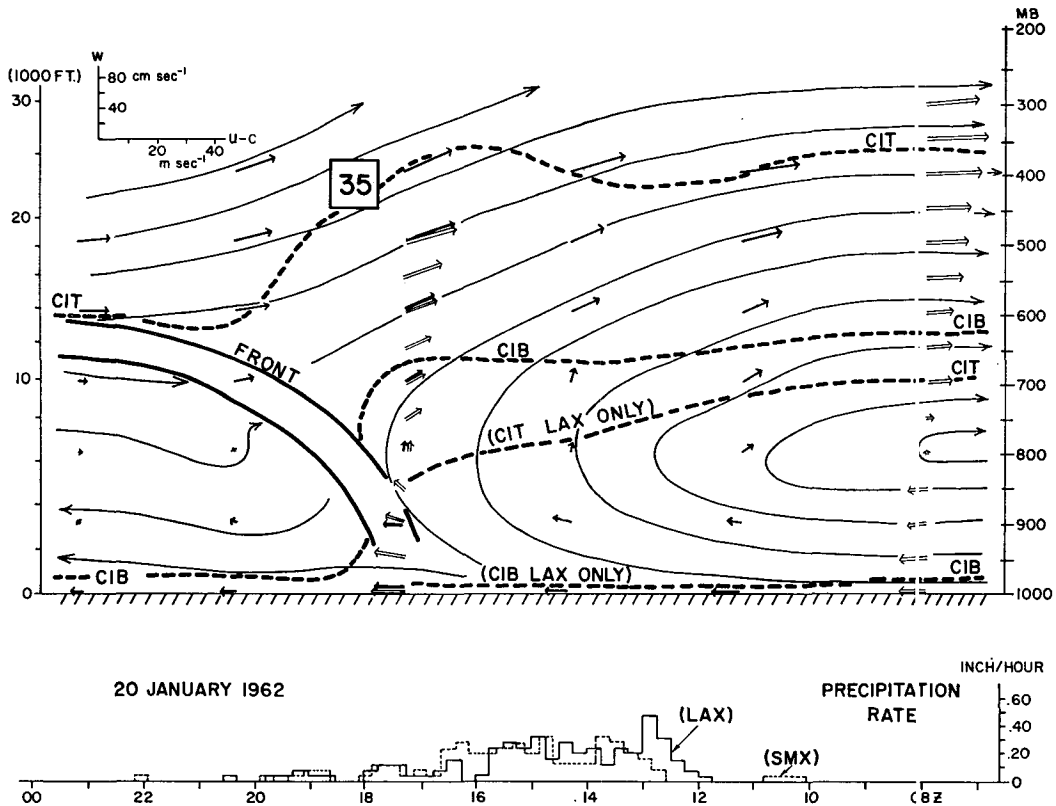 MB
200
W
(1000 FT.)
80 cm sec⁻¹
40
U-C
20 40
m sec⁻¹
30
300
CIT
35
400
20
500
CIT
600
CIB
FRONT
CIB
CIT
10
700
(CIT LAX ONLY)
800
900
CIB
(CIB LAX ONLY)
CIB
0
1000
INCH/HOUR
20 JANUARY 1962
PRECIPITATION
RATE
.60
.40
.20
0
(LAX)
(SMX)
00 22 20 18 16 14 12 10 08Z